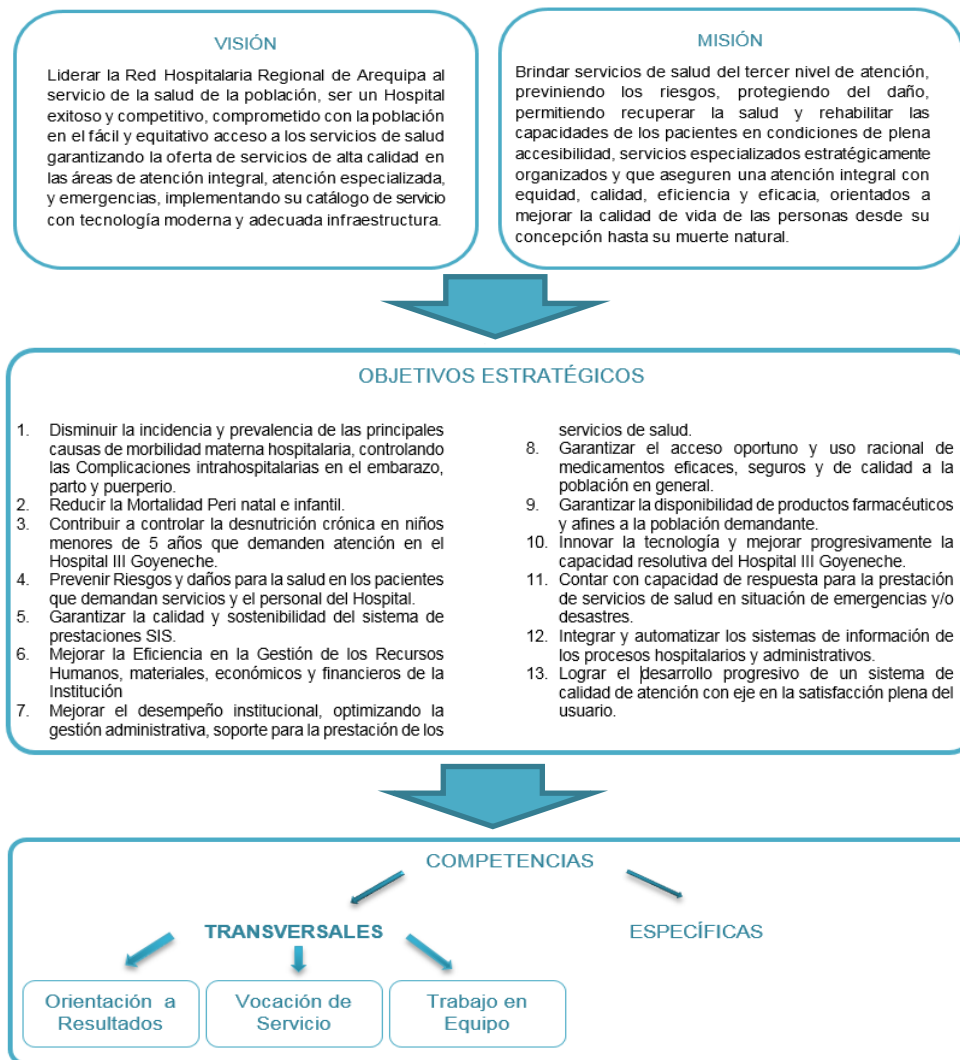 VISIÓN
Liderar la Red Hospitalaria Regional de Arequipa al
servicio de la salud de la población, ser un Hospital
exitoso y competitivo, comprometido con la población
en el fácil y equitativo acceso a los servicios de salud
garantizando la oferta de servicios de alta calidad en
las áreas de atención integral, atención especializada,
y emergencias, implementando su catálogo de servicio
con tecnología moderna y adecuada infraestructura.
MISIÓN
Brindar servicios de salud del tercer nivel de atención,
previniendo los riesgos, protegiendo del daño,
permitiendo recuperar la salud y rehabilitar las
capacidades de los pacientes en condiciones de plena
accesibilidad, servicios especializados estratégicamente
organizados y que aseguren una atención integral con
equidad, calidad, eficiencia y eficacia, orientados a
mejorar la calidad de vida de las personas desde su
concepción hasta su muerte natural.
OBJETIVOS ESTRATÉGICOS
1. Disminuir la incidencia y prevalencia de las principales
causas de morbilidad materna hospitalaria, controlando
las Complicaciones intrahospitalarias en el embarazo,
parto y puerperio.
2. Reducir la Mortalidad Peri natal e infantil.
3. Contribuir a controlar la desnutrición crónica en niños
menores de 5 años que demanden atención en el
Hospital III Goyeneche.
4. Prevenir Riesgos y daños para la salud en los pacientes
que demandan servicios y el personal del Hospital.
5. Garantizar la calidad y sostenibilidad del sistema de
prestaciones SIS.
6. Mejorar la Eficiencia en la Gestión de los Recursos
Humanos, materiales, económicos y financieros de la
Institución
7. Mejorar el desempeño institucional, optimizando la
gestión administrativa, soporte para la prestación de los
servicios de salud.
8. Garantizar el acceso oportuno y uso racional de
medicamentos eficaces, seguros y de calidad a la
población en general.
9. Garantizar la disponibilidad de productos farmacéuticos
y afines a la población demandante.
10. Innovar la tecnología y mejorar progresivamente la
capacidad resolutiva del Hospital III Goyeneche.
11. Contar con capacidad de respuesta para la prestación
de servicios de salud en situación de emergencias y/o
desastres.
12. Integrar y automatizar los sistemas de información de
los procesos hospitalarios y administrativos.
13. Lograr el desarrollo progresivo de un sistema de
calidad de atención con eje en la satisfacción plena del
usuario.
COMPETENCIAS
TRANSVERSALES
ESPECÍFICAS
Orientación a
Resultados
Vocación de
Servicio
Trabajo en
Equipo